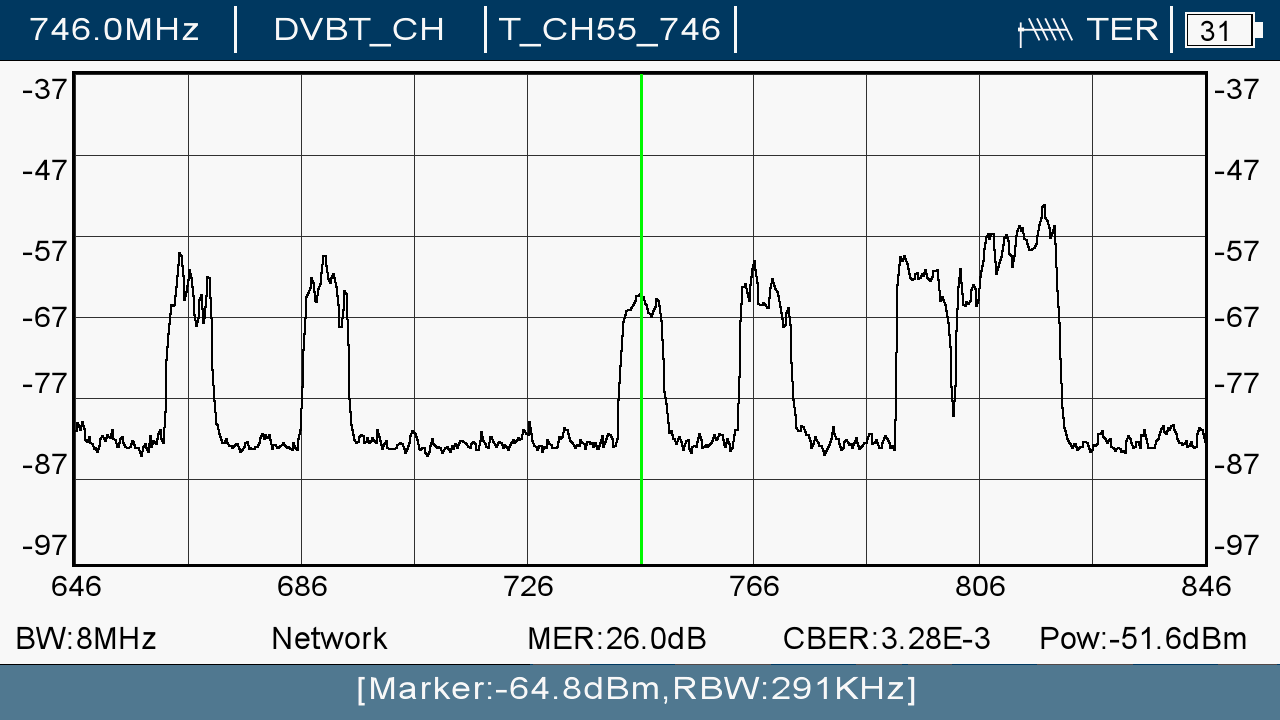 746.0MHz DVBT_CH T_CH55_746 TER 31
-37 -37
-47 -47
-57 -57
-67 -67
-77 -77
-87 -87
-97 -97
646 686 726 766 806 846
BW:8MHz Network MER:26.0dB CBER:3.28E-3 Pow:-51.6dBm
[Marker:-64.8dBm,RBW:291KHz]